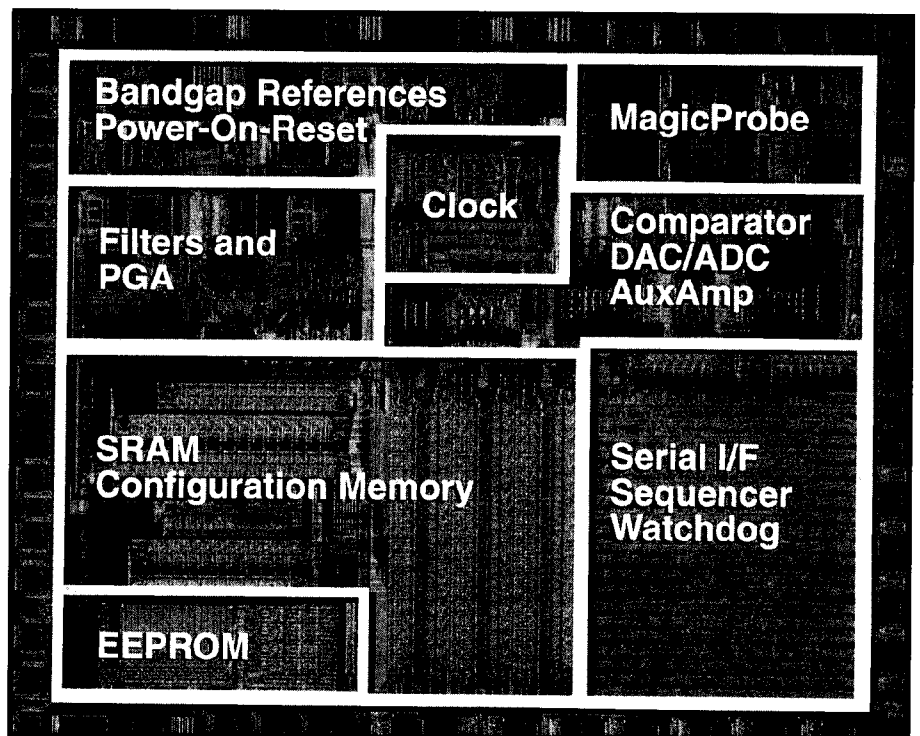 Bandgap References
Power-On-Reset
MagicProbe
Clock
Filters and
PGA
Comparator
DAC/ADC
AuxAmp
SRAM
Configuration Memory
Serial I/F
Sequencer
Watchdog
EEPROM